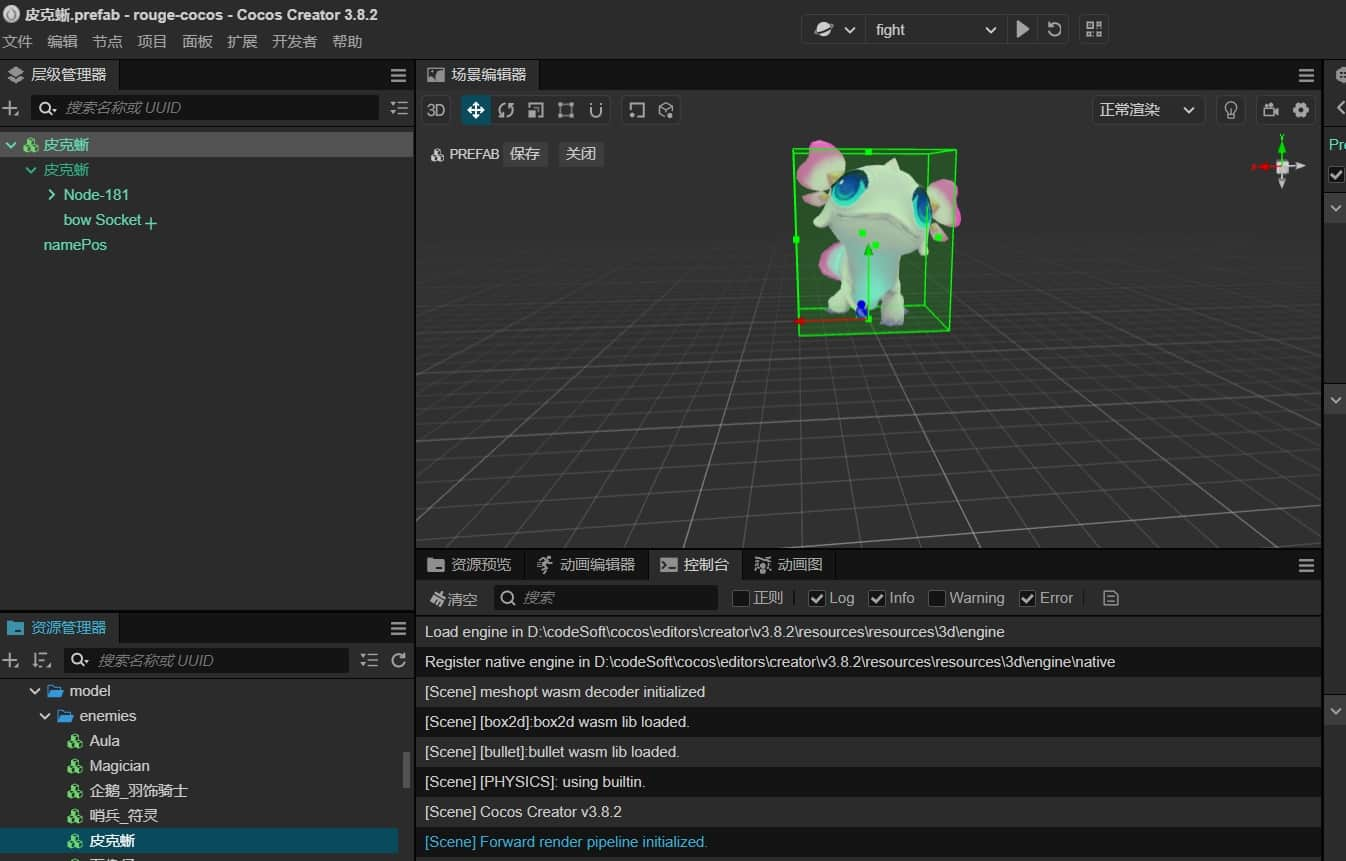 皮克蜥.prefab - rouge-cocos - Cocos Creator 3.8.2
文件 编辑 节点 项目 面板 扩展 开发者 帮助
fight
层级管理器
搜索名称或 UUID
皮克蜥
皮克蜥
Node-181
bow Socket
namePos
场景编辑器
3D
正常渲染
PREFAB 保存 关闭
Y
资源预览 动画编辑器 控制台 动画图
清空 搜索 正则 Log Info Warning Error
Load engine in D:\codeSoft\cocos\editors\creator\v3.8.2\resources\resources\3d\engine
Register native engine in D:\codeSoft\cocos\editors\creator\v3.8.2\resources\resources\3d\engine\native
[Scene] meshopt wasm decoder initialized
[Scene] [box2d]:box2d wasm lib loaded.
[Scene] [bullet]:bullet wasm lib loaded.
[Scene] [PHYSICS]: using builtin.
[Scene] Cocos Creator v3.8.2
[Scene] Forward render pipeline initialized.
资源管理器
搜索名称或 UUID
model
enemies
Aula
Magician
企鹅_羽饰骑士
哨兵_符灵
皮克蜥